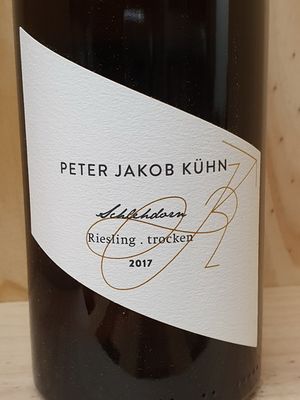 PETER JAKOB KÜHN
Schlehdorn
Riesling . trocken
2017